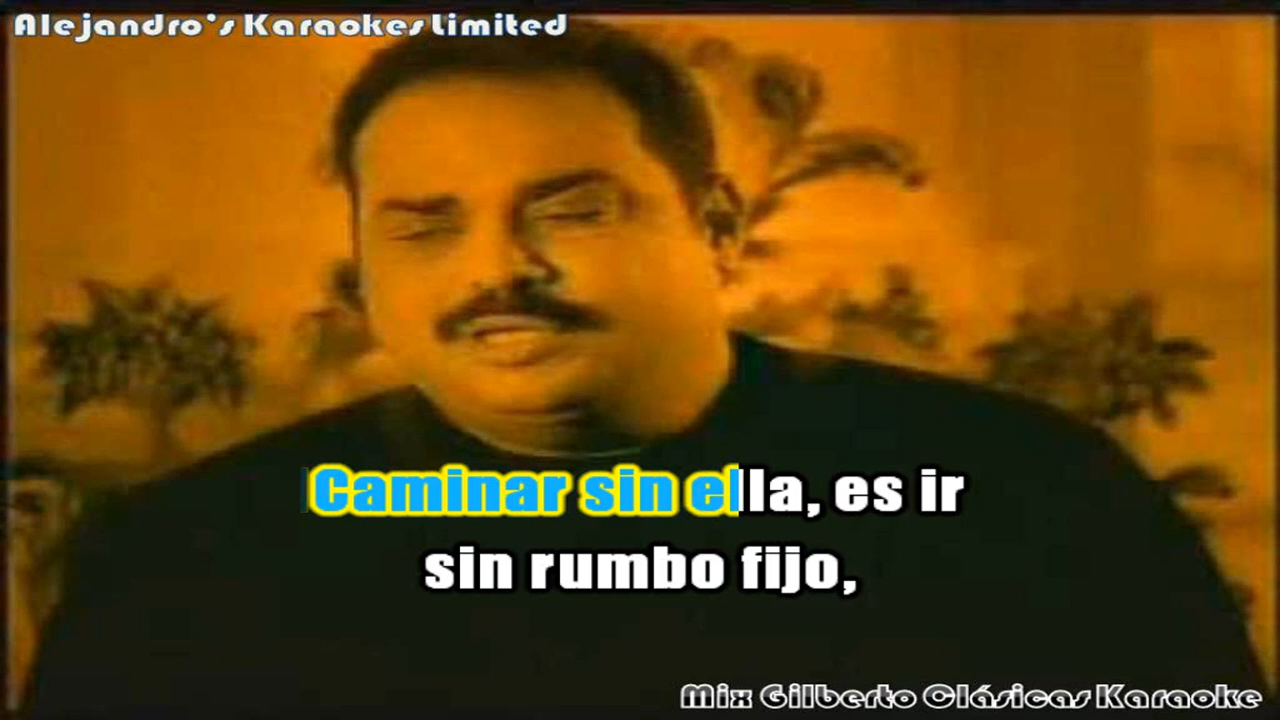 Alejandro's Karaokes Limited
Caminar sin ella, es ir
sin rumbo fijo,
Mix Gilberto Clásicas Karaoke